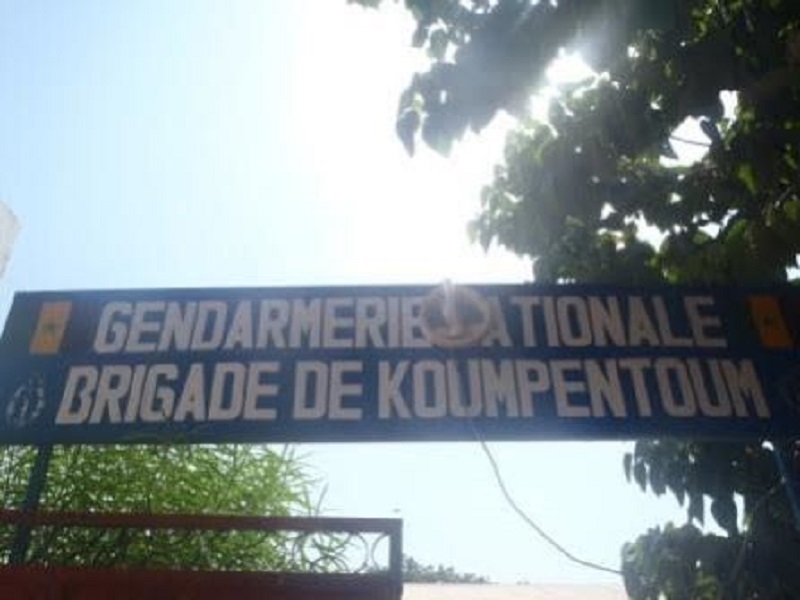 GENDARMERIE NATIONALE
BRIGADE DE KOUMPENTOUM